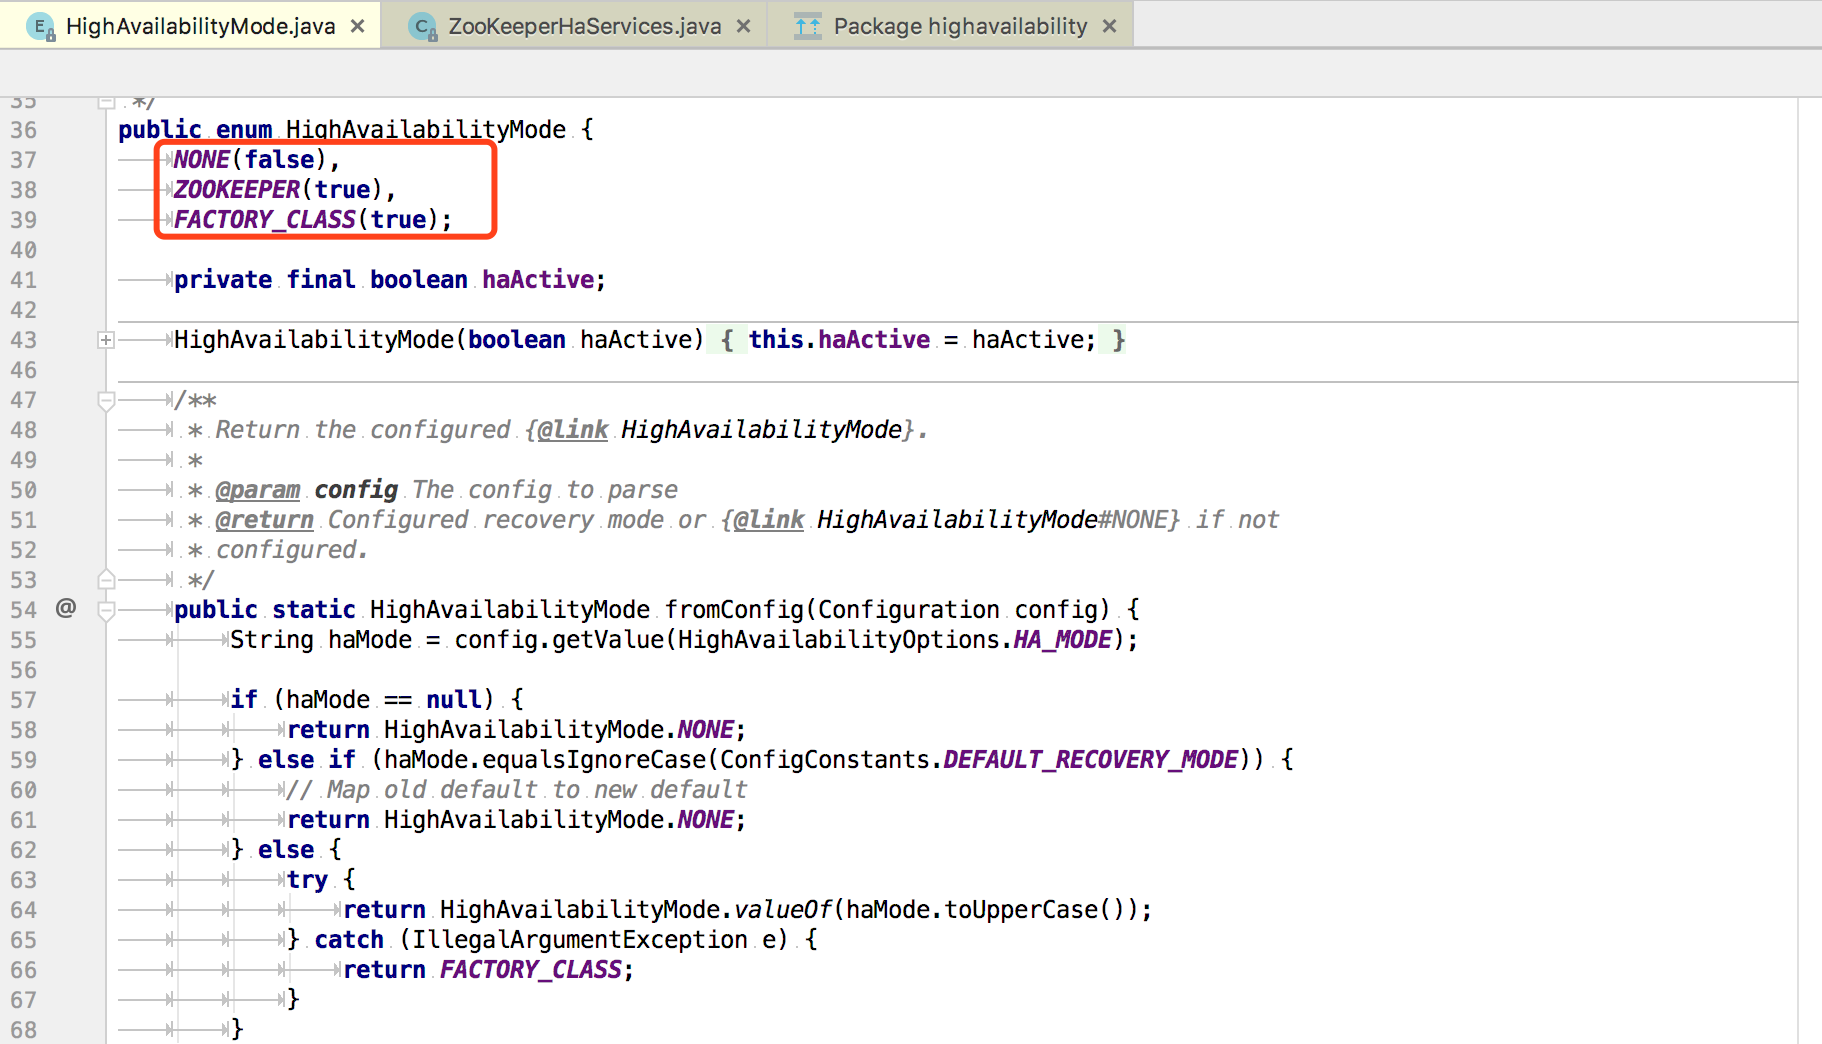 HighAvailabilityMode.java × ZooKeeperHaServices.java × Package highavailability ×
35 */
36 public enum HighAvailabilityMode {
37 NONE(false),
38 ZOOKEEPER(true),
39 FACTORY_CLASS(true);
40
41 private final boolean haActive;
42
43 HighAvailabilityMode(boolean haActive) { this.haActive = haActive; }
46
47 /**
48 * Return the configured {@link HighAvailabilityMode}.
49 *
50 * @param config The config to parse
51 * @return Configured recovery mode or {@link HighAvailabilityMode#NONE} if not
52 * configured.
53 */
54 @ public static HighAvailabilityMode fromConfig(Configuration config) {
55 String haMode = config.getValue(HighAvailabilityOptions.HA_MODE);
56
57 if (haMode == null) {
58 return HighAvailabilityMode.NONE;
59 } else if (haMode.equalsIgnoreCase(ConfigConstants.DEFAULT_RECOVERY_MODE)) {
60 // Map old default to new default
61 return HighAvailabilityMode.NONE;
62 } else {
63 try {
64 return HighAvailabilityMode.valueOf(haMode.toUpperCase());
65 } catch (IllegalArgumentException e) {
66 return FACTORY_CLASS;
67 }
68 }